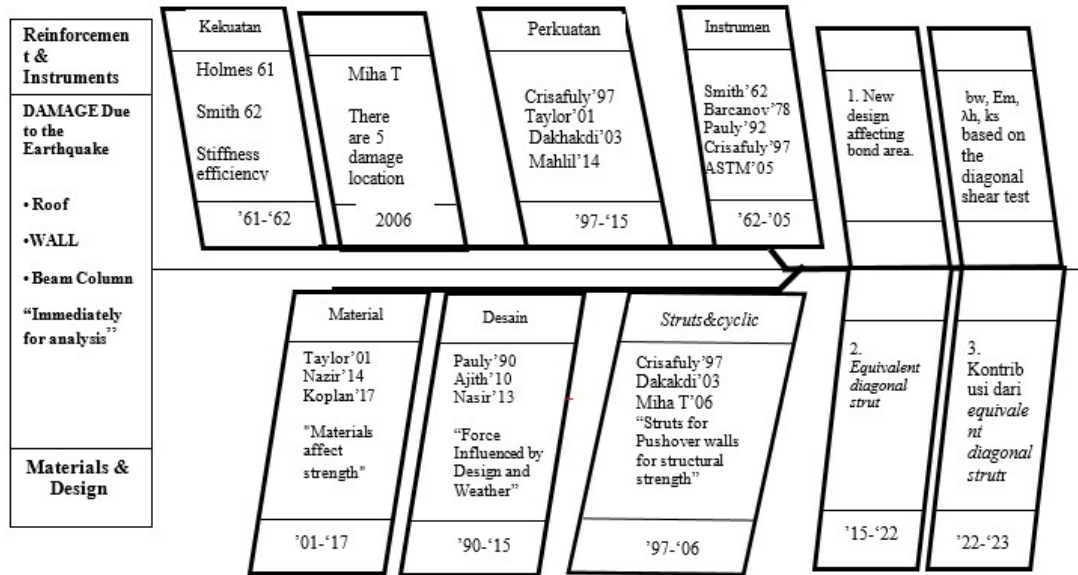 Reinforcemen
t &
Instruments
DAMAGE Due
to the
Earthquake
• Roof
•WALL
• Beam Column
“Immediately
for analysis”
Materials &
Design
Kekuatan
Holmes 61
Smith 62
Stiffness
efficiency
’61-‘62
Miha T
There
are 5
damage
location
2006
Perkuatan
Crisafuly’97
Taylor’01
Dakhakdi’03
Mahlil’14
’97-‘15
Instrumen
Smith’62
Barcanov’78
Pauly’92
Crisafuly’97
ASTM’05
’62-‘05
1. New
design
affecting
bond area.
bw, Em,
λh, ks
based on
the
diagonal
shear test
Material
Taylor’01
Nazir’14
Koplan’17
"Materials
affect
strength"
’01-‘17
Desain
Pauly’90
Ajith’10
Nasir’13
“Force
Influenced by
Design and
Weather”
’90-‘15
Struts&cyclic
Crisafuly’97
Dakakdi’03
Miha T’06
“Struts for
Pushover walls
for structural
strength”
’97-‘06
2.
Equivalent
diagonal
strut
’15-‘22
3.
Kontrib
usi dari
equivale
nt
diagonal
strutr
’22-‘23